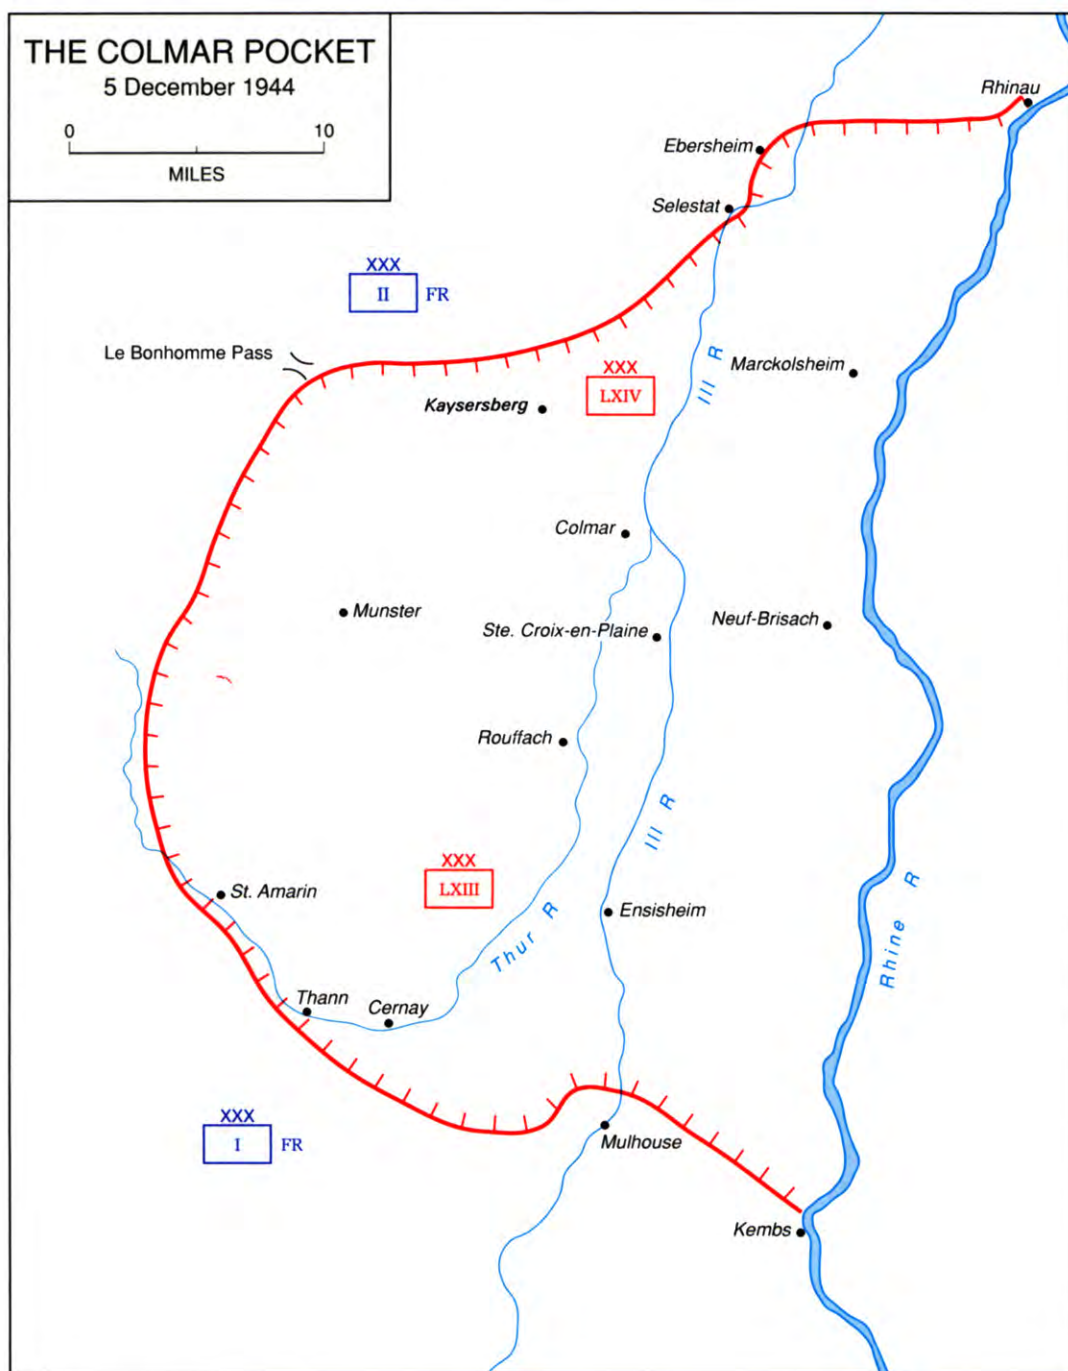 THE COLMAR POCKET
5 December 1944
0 10
MILES
Rhinau
Ebersheim
Selestat
XXX
II FR
Le Bonhomme Pass
XXX
LXIV
Kaysersberg
Ill R
Marckolsheim
Colmar
Munster
Ste. Croix-en-Plaine
Neuf-Brisach
Rouffach
Ill R
XXX
LXIII
St. Amarin
Ensisheim
Thur R
Rhine R
Thann
Cernay
XXX
I FR
Mulhouse
Kembs